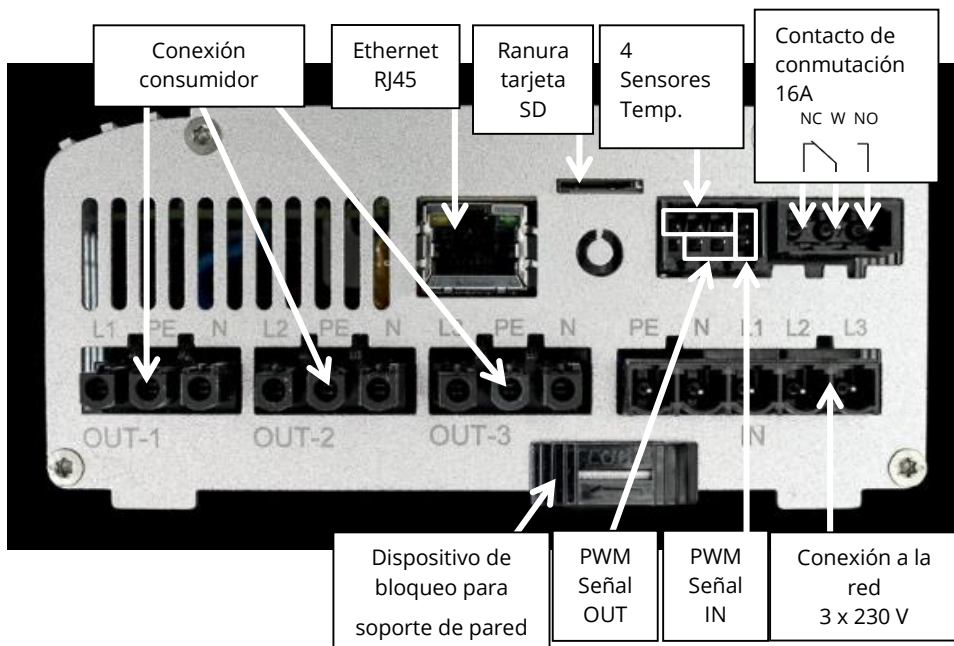 Conexión
consumidor
Ethernet
RJ45
Ranura
tarjeta
SD
4
Sensores
Temp.
Contacto de
conmutación
16A
NC W NO
L1 PE N L2 PE N L3 PE N PE N L1 L2 L3
OUT-1 OUT-2 OUT-3 IN
Dispositivo de
bloqueo para
soporte de pared
PWM
Señal
OUT
PWM
Señal
IN
Conexión a la
red
3 x 230 V